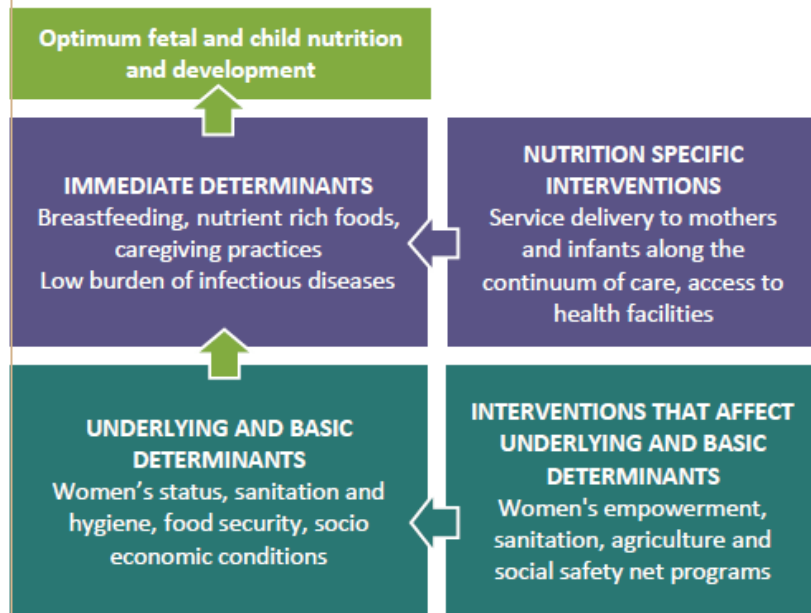 Optimum fetal and child nutrition
and development
IMMEDIATE DETERMINANTS
Breastfeeding, nutrient rich foods,
caregiving practices
Low burden of infectious diseases
NUTRITION SPECIFIC
INTERVENTIONS
Service delivery to mothers
and infants along the
continuum of care, access to
health facilities
UNDERLYING AND BASIC
DETERMINANTS
Women’s status, sanitation and
hygiene, food security, socio
economic conditions
INTERVENTIONS THAT AFFECT
UNDERLYING AND BASIC
DETERMINANTS
Women's empowerment,
sanitation, agriculture and
social safety net programs